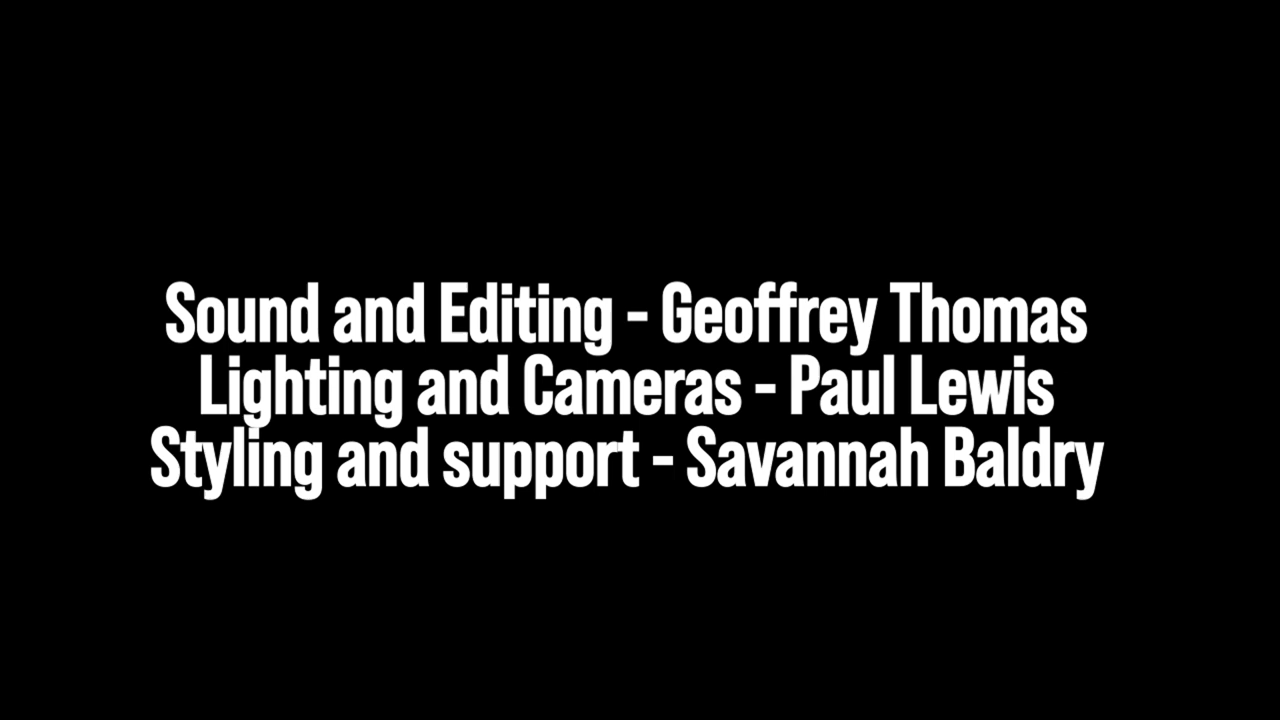 Sound and Editing - Geoffrey Thomas
Lighting and Cameras - Paul Lewis
Styling and support - Savannah Baldry